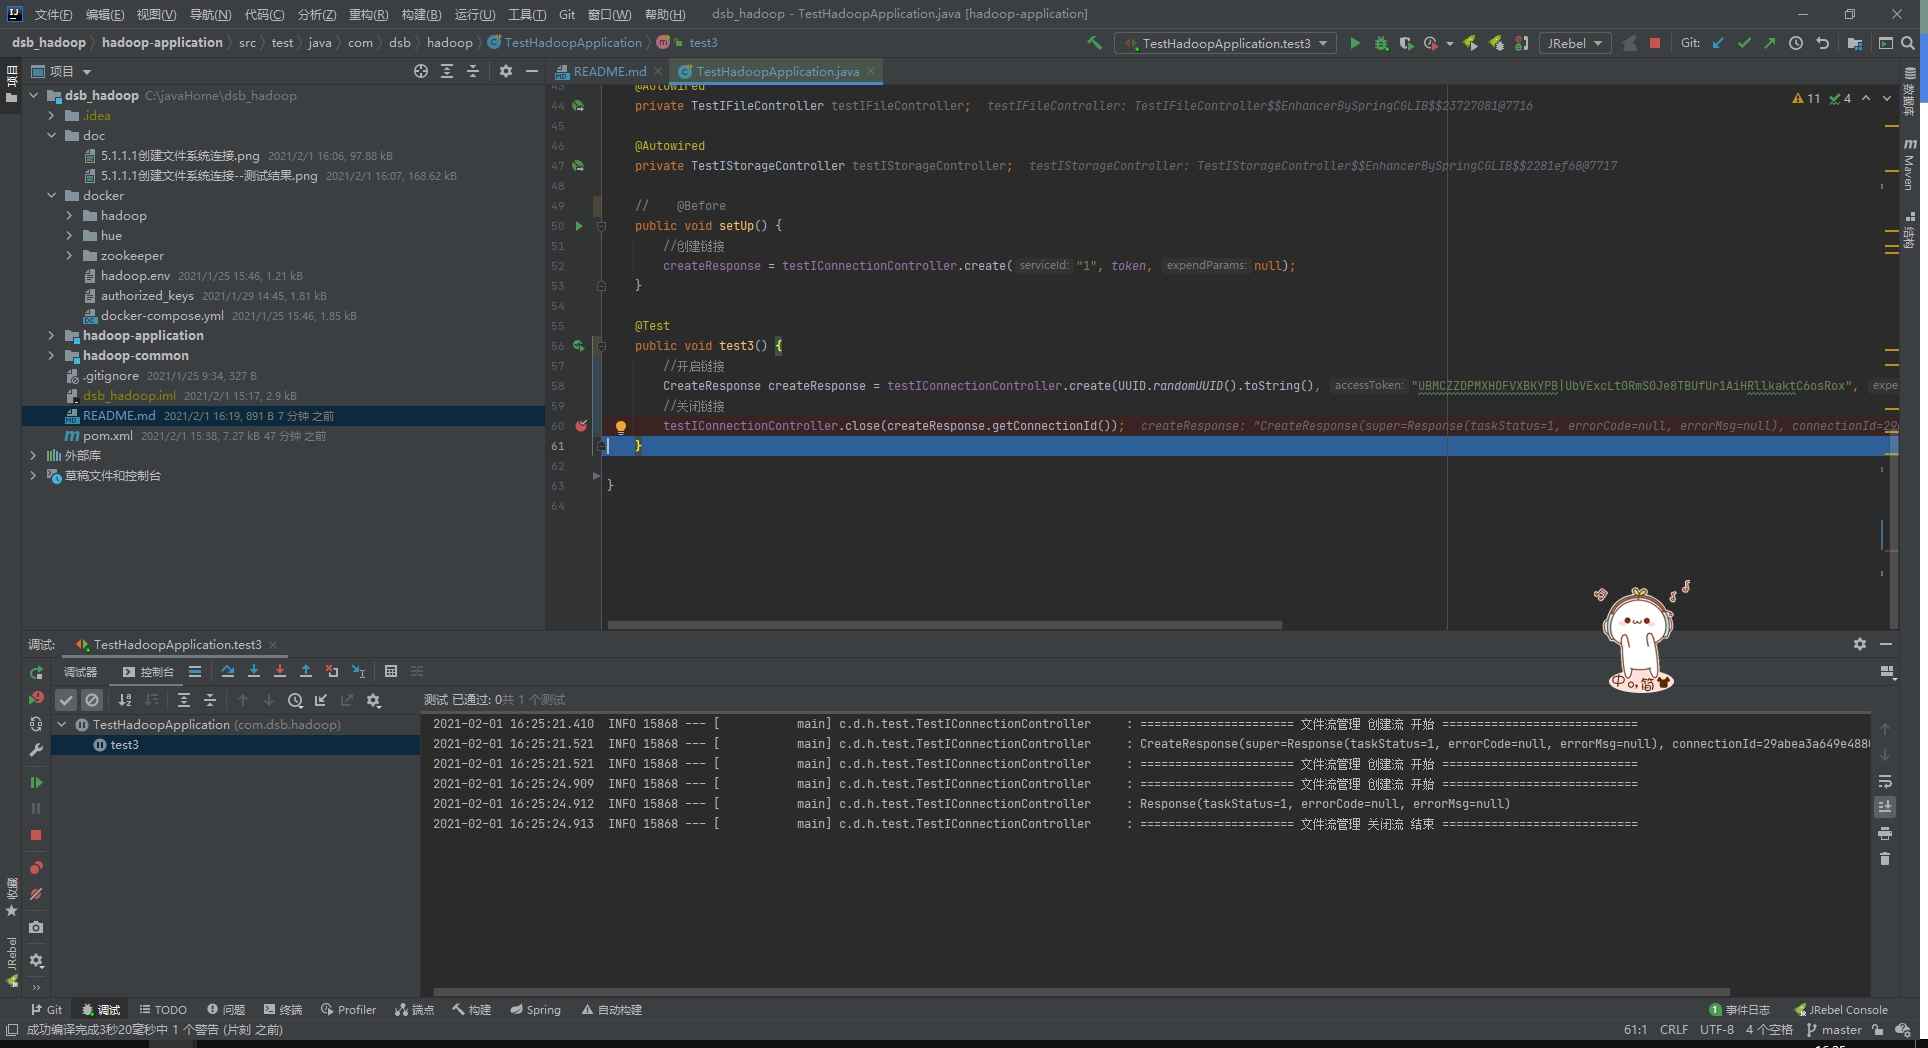 文件(F) 编辑(E) 视图(V) 导航(N) 代码(C) 分析(Z) 重构(R) 构建(B) 运行(U) 工具(T) Git 窗口(W) 帮助(H) dsb_hadoop - TestHadoopApplication.java [hadoop-application]
dsb_hadoop hadoop-application src test java com dsb hadoop TestHadoopApplication test3 TestHadoopApplication.test3 JRebel Git:
项目
README.md TestHadoopApplication.java
dsb_hadoop C:\javaHome\dsb_hadoop
.idea
doc
5.1.1.1创建文件系统连接.png 2021/2/1 16:06, 97.88 kB
5.1.1.1创建文件系统连接--测试结果.png 2021/2/1 16:07, 168.62 kB
docker
hadoop
hue
zookeeper
hadoop.env 2021/1/25 15:46, 1.21 kB
authorized_keys 2021/1/29 14:45, 1.81 kB
docker-compose.yml 2021/1/25 15:46, 1.85 kB
hadoop-application
hadoop-common
.gitignore 2021/1/25 9:34, 327 B
dsb_hadoop.iml 2021/2/1 15:17, 2.9 kB
README.md 2021/2/1 16:19, 891 B 7 分钟 之前
pom.xml 2021/2/1 15:38, 7.27 kB 47 分钟 之前
外部库
草稿文件和控制台
项目
收藏
JRebel
43 @Autowired
44 private TestIFileController testIFileController; testIFileController: TestIFileController$$EnhancerBySpringCGLIB$$23727081@7716
45
46 @Autowired
47 private TestIStorageController testIStorageController; testIStorageController: TestIStorageController$$EnhancerBySpringCGLIB$$2281ef68@7717
48
49 // @Before
50 public void setUp() {
51 //创建链接
52 createResponse = testIConnectionController.create( serviceId: "1", token, expendParams: null);
53 }
54
55 @Test
56 public void test3() {
57 //开启链接
58 CreateResponse createResponse = testIConnectionController.create(UUID.randomUUID().toString(), accessToken: "UBMCZZDPMXHOFVXBKYPB|UbVExcLtORmSOJe8TBUfUr1AiHRllkaktC6osRox", expe
59 //关闭链接
60 testIConnectionController.close(createResponse.getConnectionId()); createResponse: "CreateResponse(super=Response(taskStatus=1, errorCode=null, errorMsg=null), connectionId=29
61 }
62
63 }
64
11 4
数据库
Maven
结构
中 简
调试: TestHadoopApplication.test3
调试器 控制台
测试 已通过: 0共 1 个测试
TestHadoopApplication (com.dsb.hadoop)
test3
2021-02-01 16:25:21.410 INFO 15868 --- [ main] c.d.h.test.TestIConnectionController : ====================== 文件流管理 创建流 开始 ============================
2021-02-01 16:25:21.521 INFO 15868 --- [ main] c.d.h.test.TestIConnectionController : CreateResponse(super=Response(taskStatus=1, errorCode=null, errorMsg=null), connectionId=29abea3a649e488
2021-02-01 16:25:21.521 INFO 15868 --- [ main] c.d.h.test.TestIConnectionController : ====================== 文件流管理 创建流 开始 ============================
2021-02-01 16:25:24.909 INFO 15868 --- [ main] c.d.h.test.TestIConnectionController : ====================== 文件流管理 创建流 开始 ============================
2021-02-01 16:25:24.912 INFO 15868 --- [ main] c.d.h.test.TestIConnectionController : Response(taskStatus=1, errorCode=null, errorMsg=null)
2021-02-01 16:25:24.913 INFO 15868 --- [ main] c.d.h.test.TestIConnectionController : ====================== 文件流管理 关闭流 结束 ============================
Git 调试 TODO 问题 终端 Profiler 端点 构建 Spring 自动构建 1 事件日志 JRebel Console
成功编译完成3秒20毫秒中 1 个警告 (片刻 之前) 61:1 CRLF UTF-8 4 个空格 master